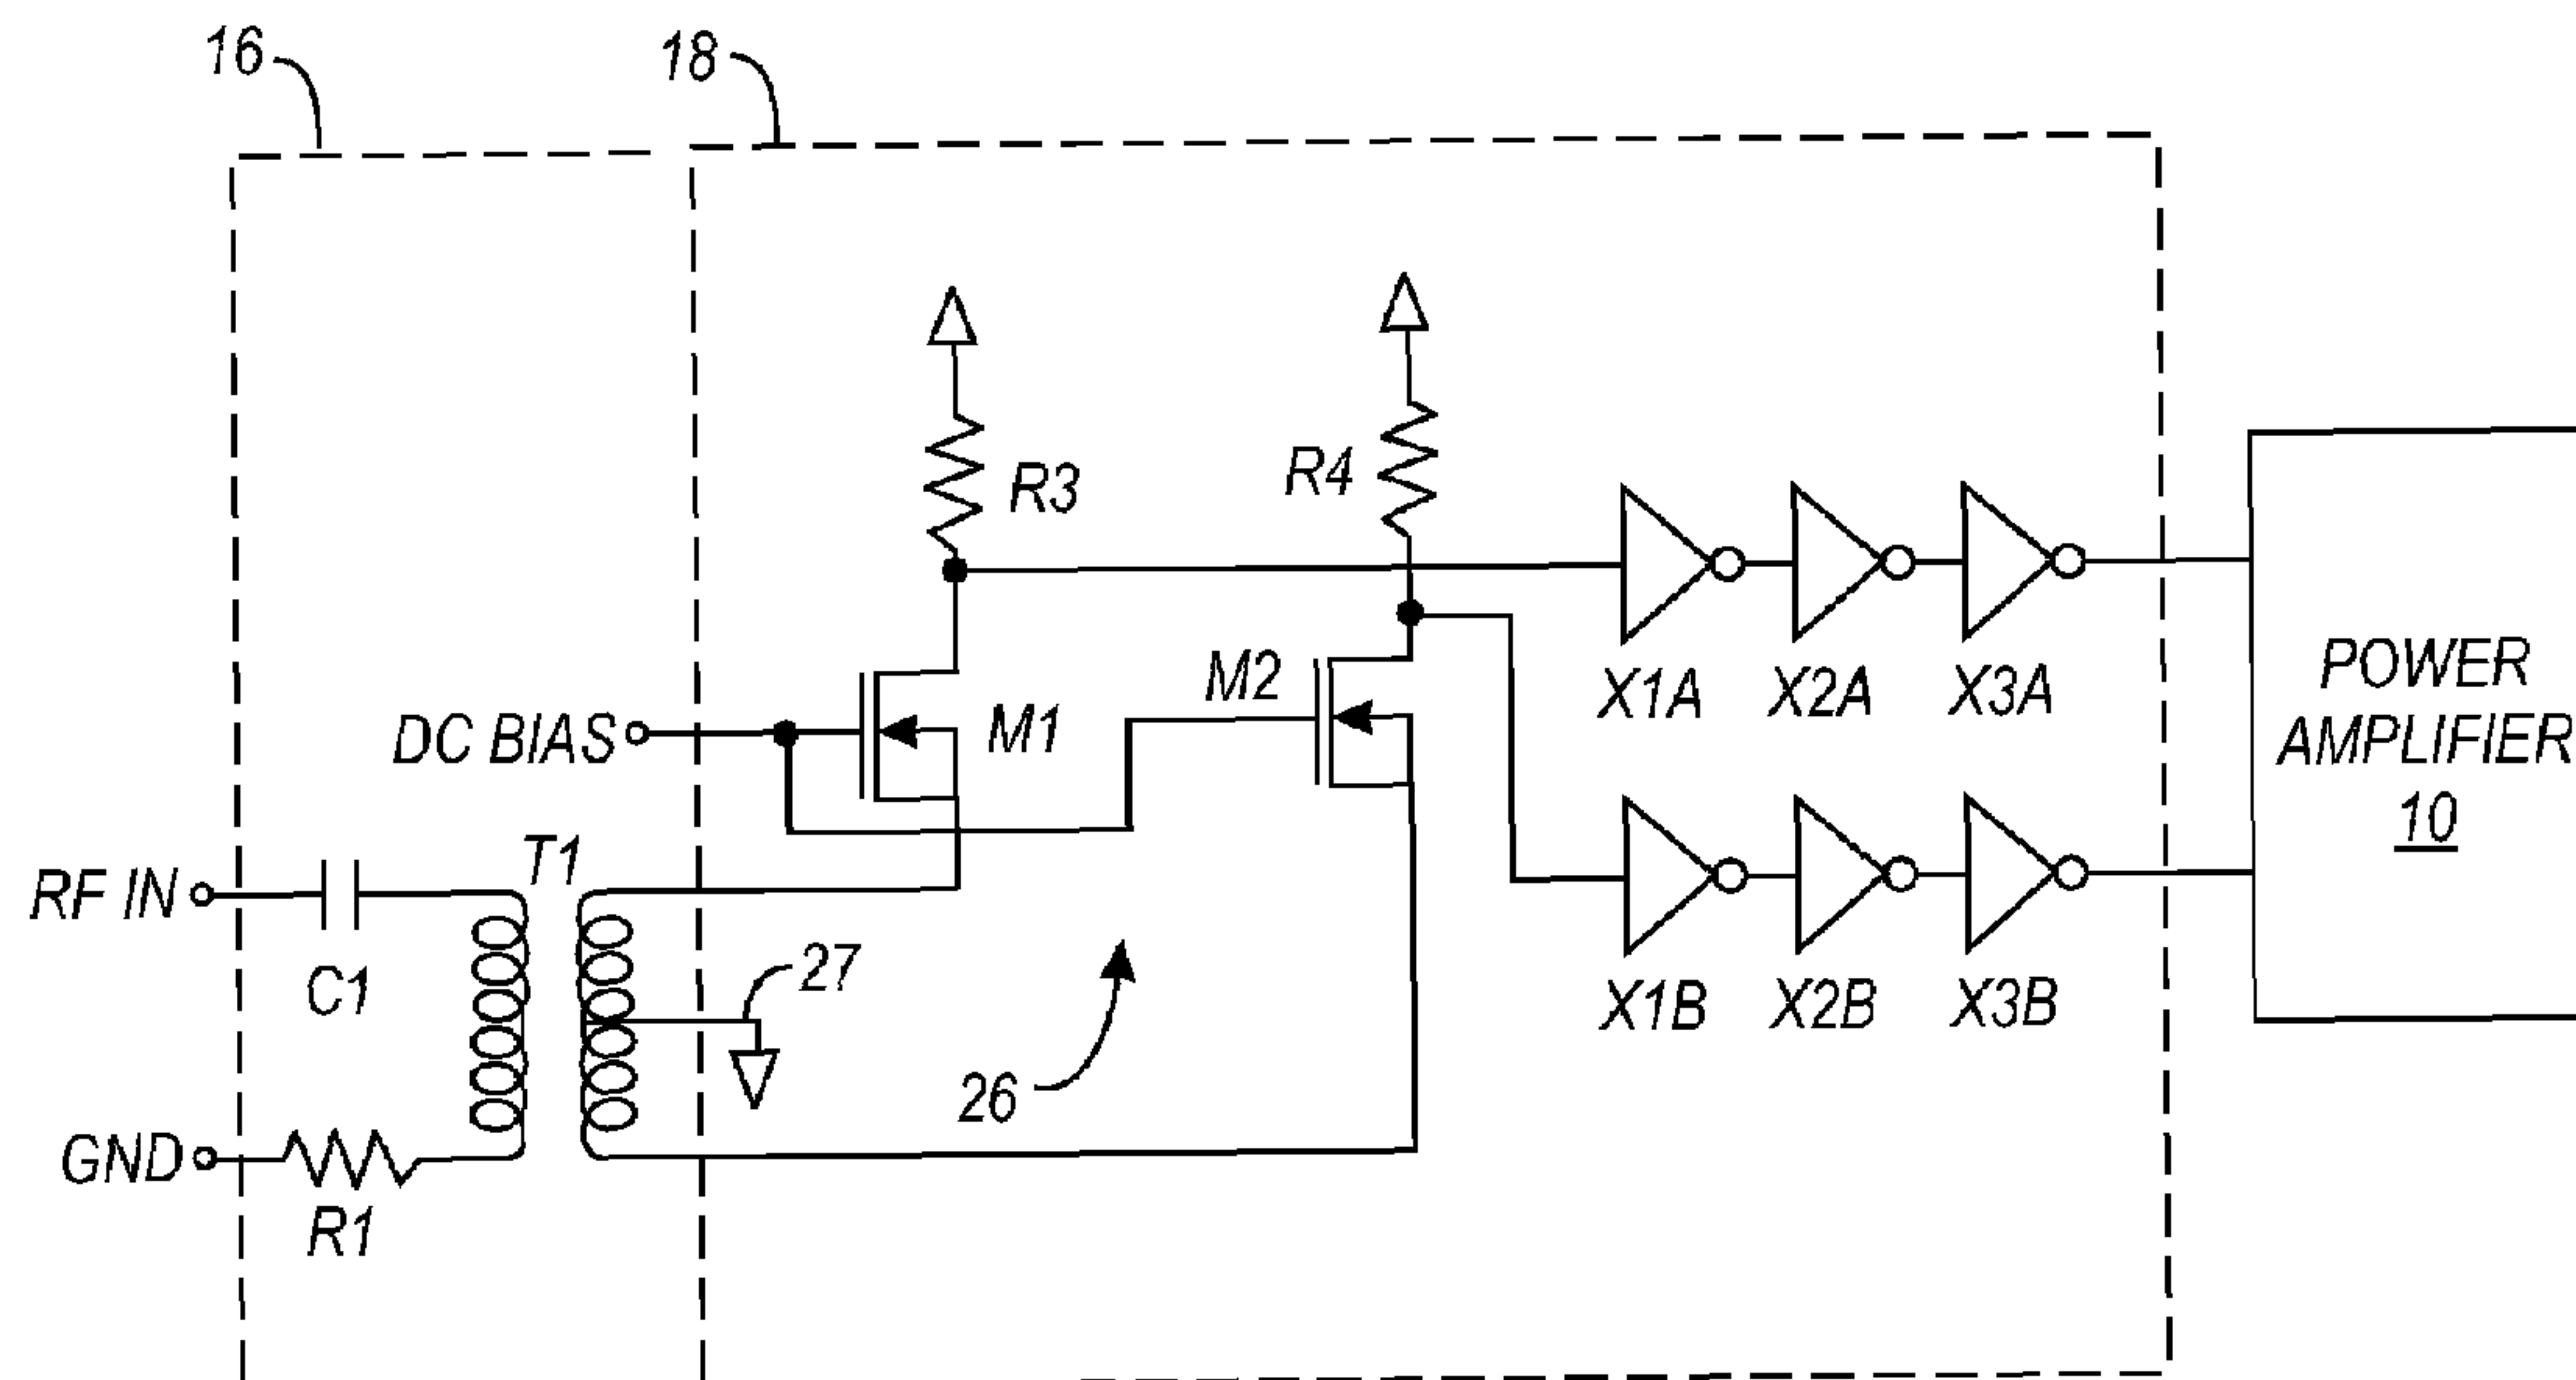 16
18
R3
R4
X1A
X2A
X3A
POWER
AMPLIFIER
10
M2
M1
DC BIAS
T1
RF IN
C1
27
26
X1B
X2B
X3B
GND
R1